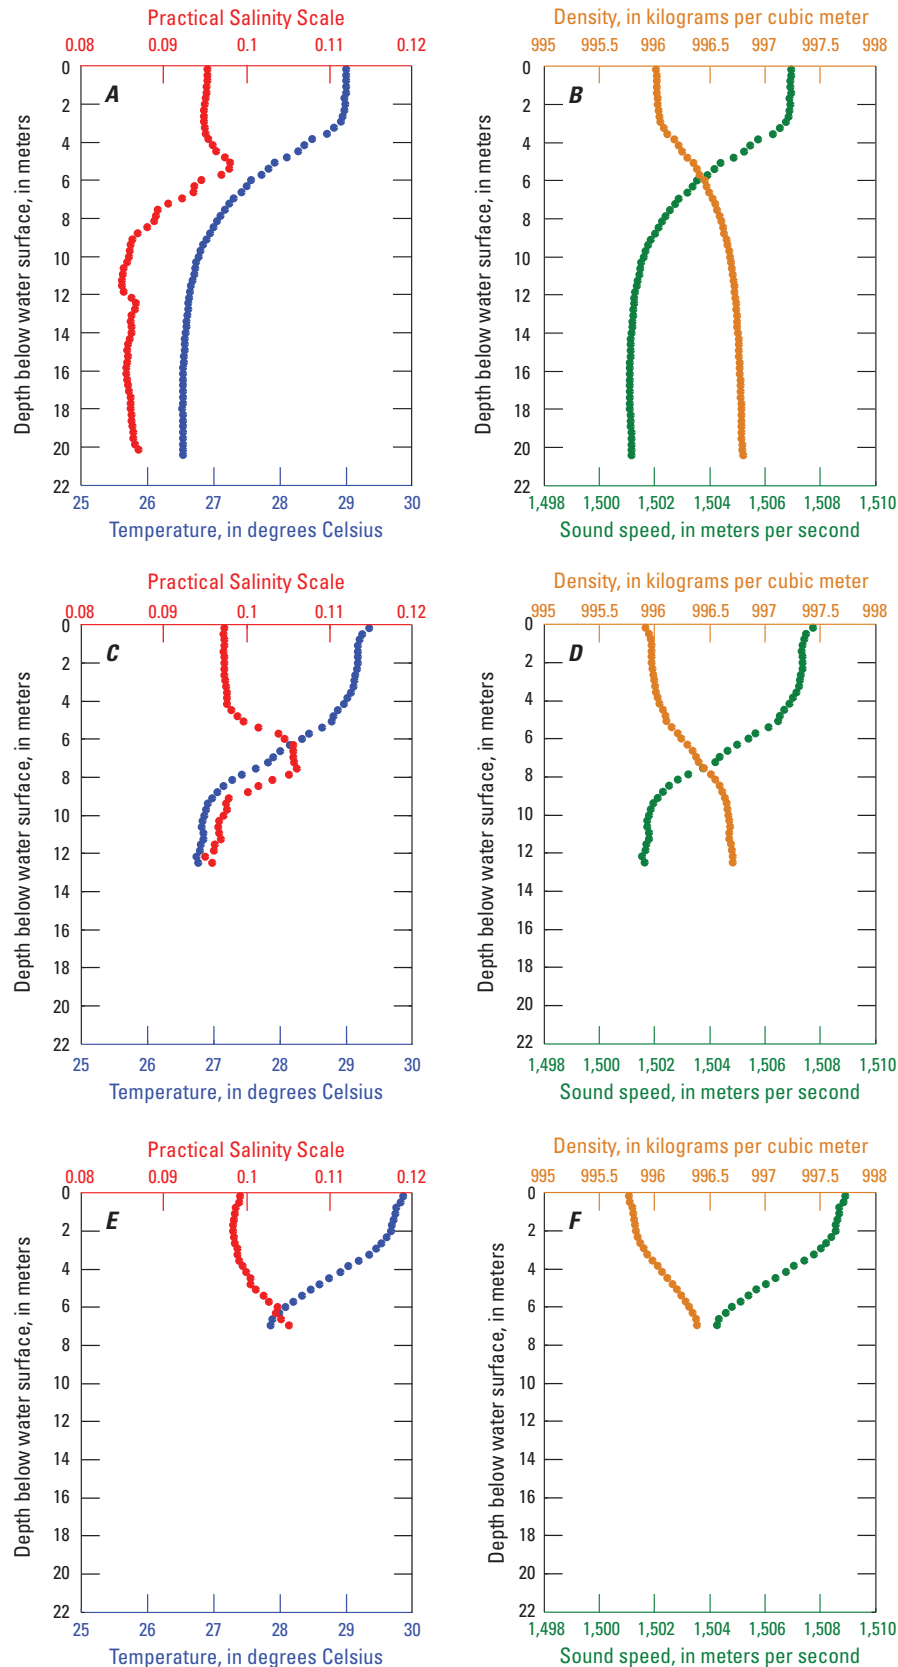 Practical Salinity Scale
0.08 0.09 0.1 0.11 0.12
A
Depth below water surface, in meters
0
2
4
6
8
10
12
14
16
18
20
22
25 26 27 28 29 30
Temperature, in degrees Celsius
Density, in kilograms per cubic meter
995 995.5 996 996.5 997 997.5 998
B
Depth below water surface, in meters
0
2
4
6
8
10
12
14
16
18
20
22
1,498 1,500 1,502 1,504 1,506 1,508 1,510
Sound speed, in meters per second
Practical Salinity Scale
0.08 0.09 0.1 0.11 0.12
C
Depth below water surface, in meters
0
2
4
6
8
10
12
14
16
18
20
22
25 26 27 28 29 30
Temperature, in degrees Celsius
Density, in kilograms per cubic meter
995 995.5 996 996.5 997 997.5 998
D
Depth below water surface, in meters
0
2
4
6
8
10
12
14
16
18
20
22
1,498 1,500 1,502 1,504 1,506 1,508 1,510
Sound speed, in meters per second
Practical Salinity Scale
0.08 0.09 0.1 0.11 0.12
E
Depth below water surface, in meters
0
2
4
6
8
10
12
14
16
18
20
22
25 26 27 28 29 30
Temperature, in degrees Celsius
Density, in kilograms per cubic meter
995 995.5 996 996.5 997 997.5 998
F
Depth below water surface, in meters
0
2
4
6
8
10
12
14
16
18
20
22
1,498 1,500 1,502 1,504 1,506 1,508 1,510
Sound speed, in meters per second